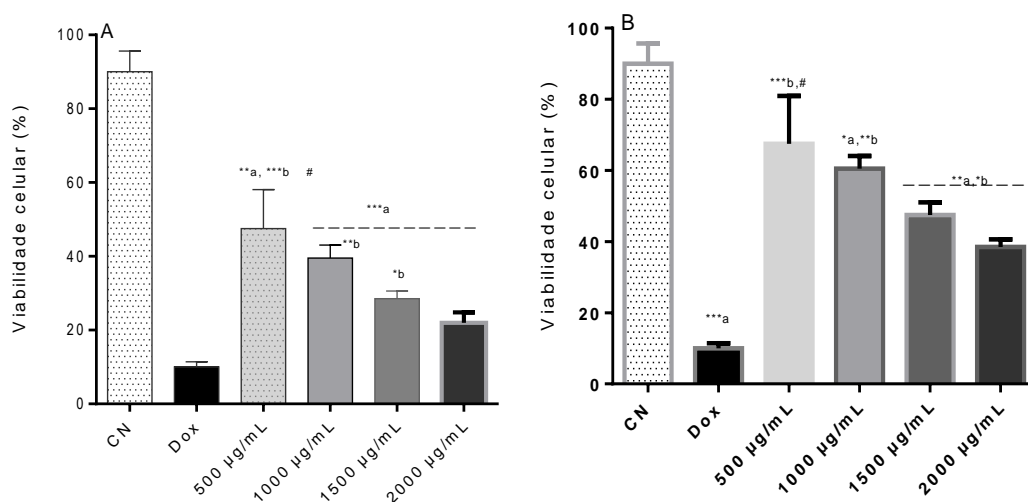 A
Viabilidade celular (%)
100
80
60
40
20
0
**a, ***b #
***a
**b
*b
CN
Dox
500 µg/mL
1000 µg/mL
1500 µg/mL
2000 µg/mL
B
Viabilidade celular (%)
100
80
60
40
20
0
***a
***b,#
*a,**b
**a,*b
CN
Dox
500 µg/mL
1000 µg/mL
1500 µg/mL
2000 µg/mL